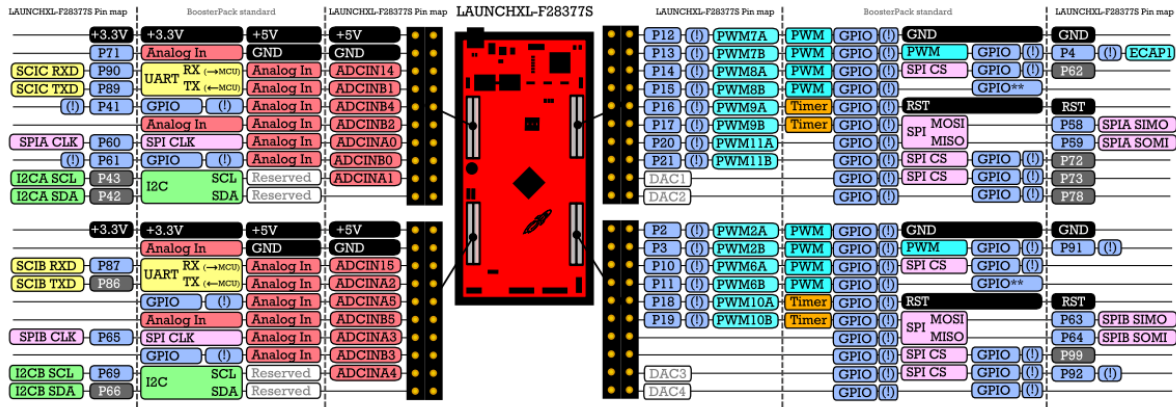 LAUNCHXL-F28377S Pin map BoosterPack standard LAUNCHXL-F28377S Pin map LAUNCHXL-F28377S BoosterPack standard LAUNCHXL-F28377S Pin map
+3.3V +3.3V +5V +5V P12 (!) PWM7A PWM GPIO (!) GND GND
P71 Analog In GND GND P13 (!) PWM7B PWM GPIO (!) PWM GPIO (!) P4 (!) ECAP1
SCIC RXD P90 UART RX (→MCU) Analog In ADCIN14 P14 (!) PWM8A PWM GPIO (!) SPI CS GPIO (!) P62
SCIC TXD P89 TX (←MCU) Analog In ADCINB1 P15 (!) PWM8B PWM GPIO (!) GPIO**
(!) P41 GPIO (!) Analog In ADCINB4 P16 (!) PWM9A Timer GPIO (!) RST RST
Analog In Analog In ADCINB2 P17 (!) PWM9B Timer GPIO (!) SPI MOSI P58 SPIA SIMO
SPIA CLK P60 SPI CLK Analog In ADCINA0 P20 (!) PWM11A GPIO (!) MISO P59 SPIA SOMI
(!) P61 GPIO (!) Analog In ADCINB0 P21 (!) PWM11B GPIO (!) SPI CS GPIO (!) P72
I2CA SCL P43 I2C SCL Reserved ADCINA1 DAC1 GPIO (!) SPI CS GPIO (!) P73
I2CA SDA P42 SDA Reserved DAC2 GPIO (!) GPIO (!) P78
+3.3V +3.3V +5V +5V P2 (!) PWM2A PWM GPIO (!) GND GND
Analog In GND GND P3 (!) PWM2B PWM GPIO (!) PWM GPIO (!) P91 (!)
SCIB RXD P87 UART RX (→MCU) Analog In ADCIN15 P10 (!) PWM6A PWM GPIO (!) SPI CS GPIO (!)
SCIB TXD P86 TX (←MCU) Analog In ADCINA2 P11 (!) PWM6B PWM GPIO (!) GPIO**
GPIO (!) Analog In ADCINA5 P18 (!) PWM10A Timer GPIO (!) RST RST
Analog In Analog In ADCINB5 P19 (!) PWM10B Timer GPIO (!) SPI MOSI P63 SPIB SIMO
SPIB CLK P65 SPI CLK Analog In ADCINA3 GPIO (!) MISO P64 SPIB SOMI
GPIO (!) Analog In ADCINB3 GPIO (!) SPI CS GPIO (!) P99
I2CB SCL P69 I2C SCL Reserved ADCINA4 DAC3 GPIO (!) SPI CS GPIO (!) P92 (!)
I2CB SDA P66 SDA Reserved DAC4 GPIO (!) GPIO (!)